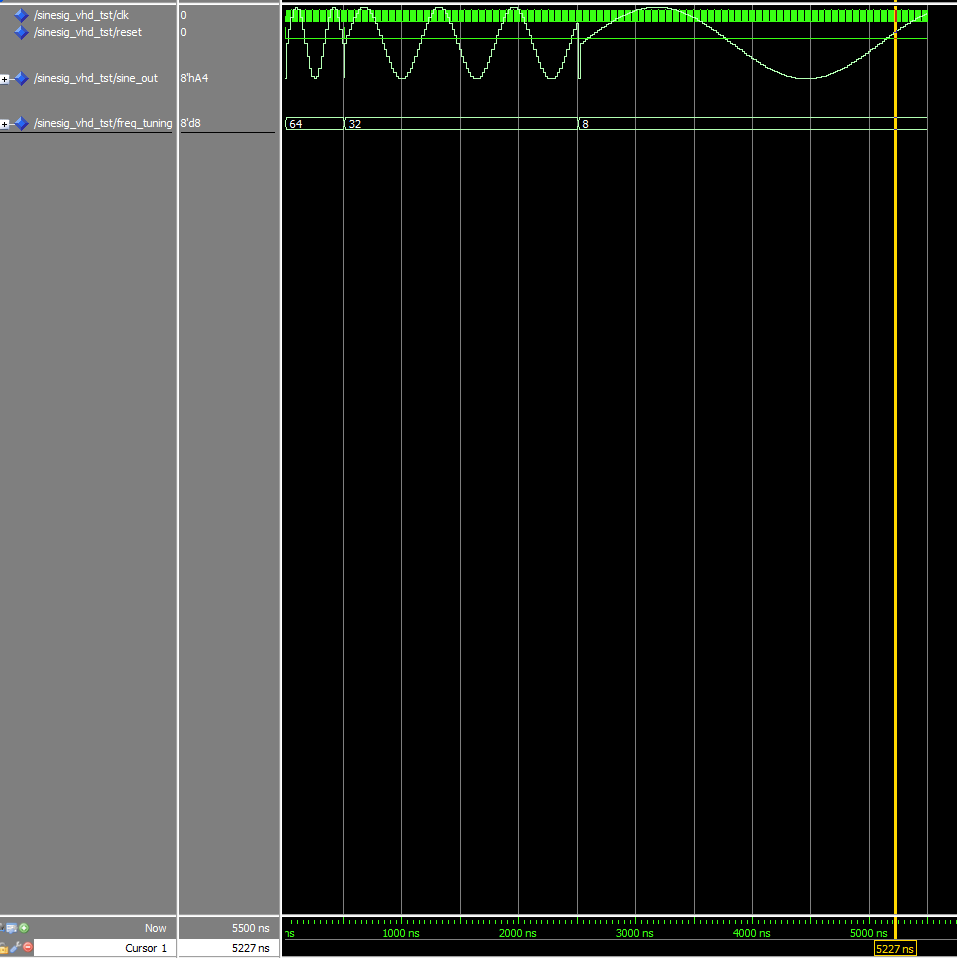 /sinesig_vhd_tst/clk 0
/sinesig_vhd_tst/reset 0
/sinesig_vhd_tst/sine_out 8'hA4
/sinesig_vhd_tst/freq_tuning 8'd8 64 32 8
Now 5500 ns ns 1000 ns 2000 ns 3000 ns 4000 ns 5000 ns
Cursor 1 5227 ns 5227 ns